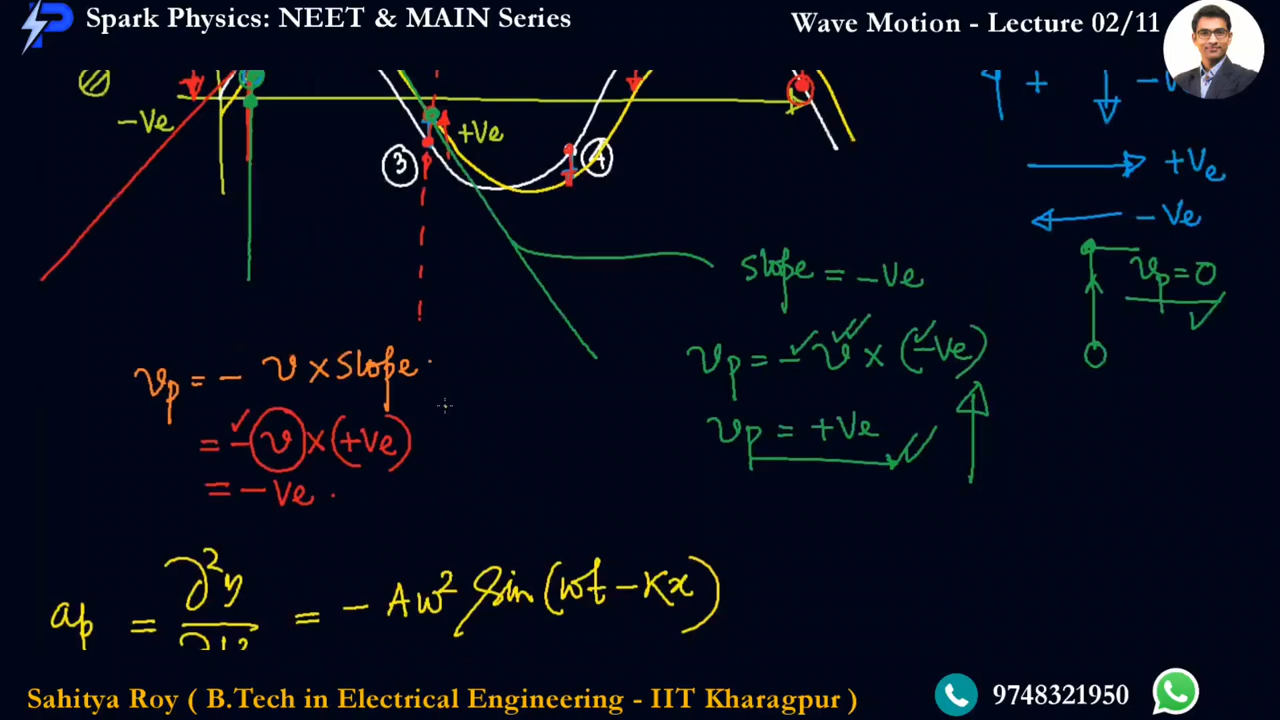 Spark Physics: NEET & MAIN Series
Wave Motion - Lecture 02/11
+ -V
-Ve
+Ve
③ ④
+Ve
-Ve
slope = -Ve
vp=0
vp = - v × slope.
vp = - v × (-Ve)
= - v × (+Ve)
vp = +Ve
= -Ve.
ap = ∂²y = - Aω² Sin(ωt - Kx)
Sahitya Roy ( B.Tech in Electrical Engineering - IIT Kharagpur )
9748321950